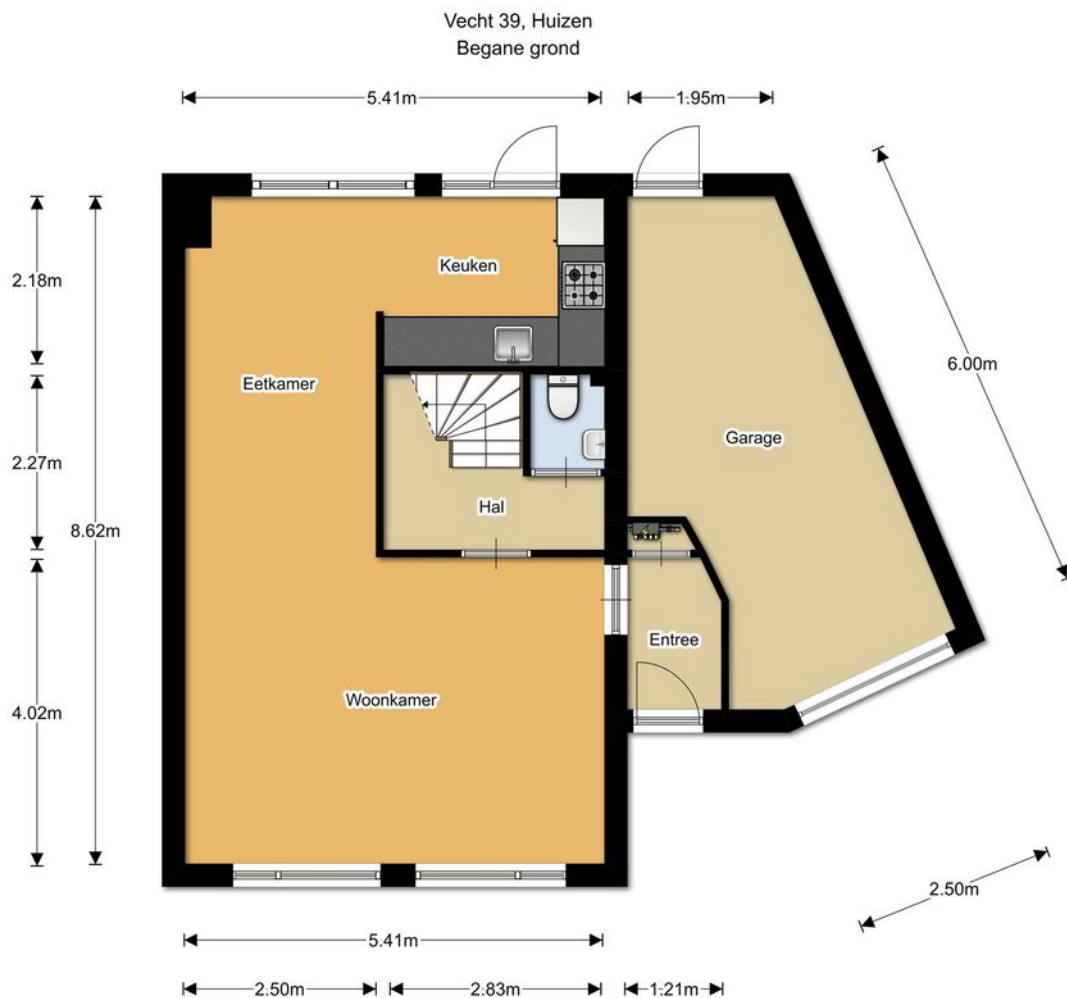 Vecht 39, Huizen
Begane grond
5.41m
1.95m
2.18m
Keuken
6.00m
Eetkamer
Garage
2.27m
Hal
8.62m
Entree
Woonkamer
4.02m
2.50m
5.41m
2.50m
2.83m
1.21m